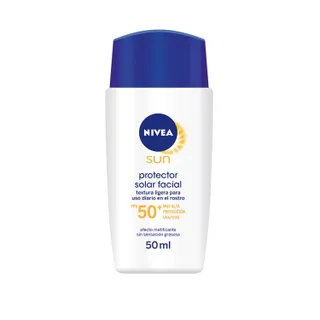 NIVEA
sun
protector
solar facial
textura ligera para
uso diario en el rostro
FPS 50+ MUY ALTA
PROTECCIÓN
UVA/UVB
efecto matificante
sin sensación grasosa
50ml